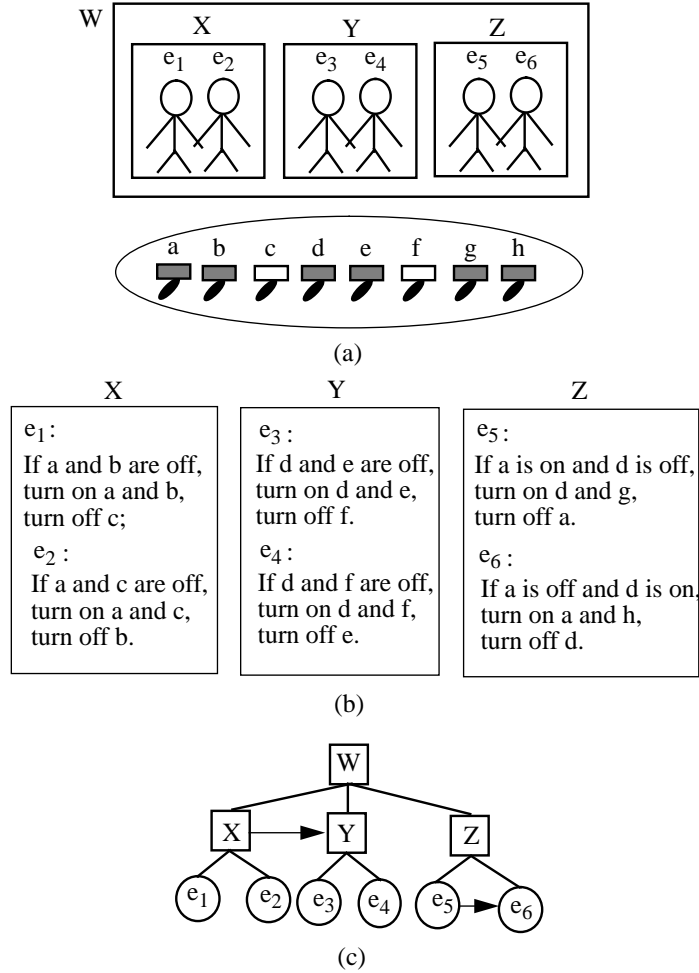 W
X Y Z
e1 e2 e3 e4 e5 e6
a b c d e f g h
(a)
X Y Z
e1 :
If a and b are off,
turn on a and b,
turn off c;
e2 :
If a and c are off,
turn on a and c,
turn off b.
e3 :
If d and e are off,
turn on d and e,
turn off f.
e4 :
If d and f are off,
turn on d and f,
turn off e.
e5 :
If a is on and d is off,
turn on d and g,
turn off a.
e6 :
If a is off and d is on,
turn on a and h,
turn off d.
(b)
W
X Y Z
e1 e2 e3 e4 e5 e6
(c)